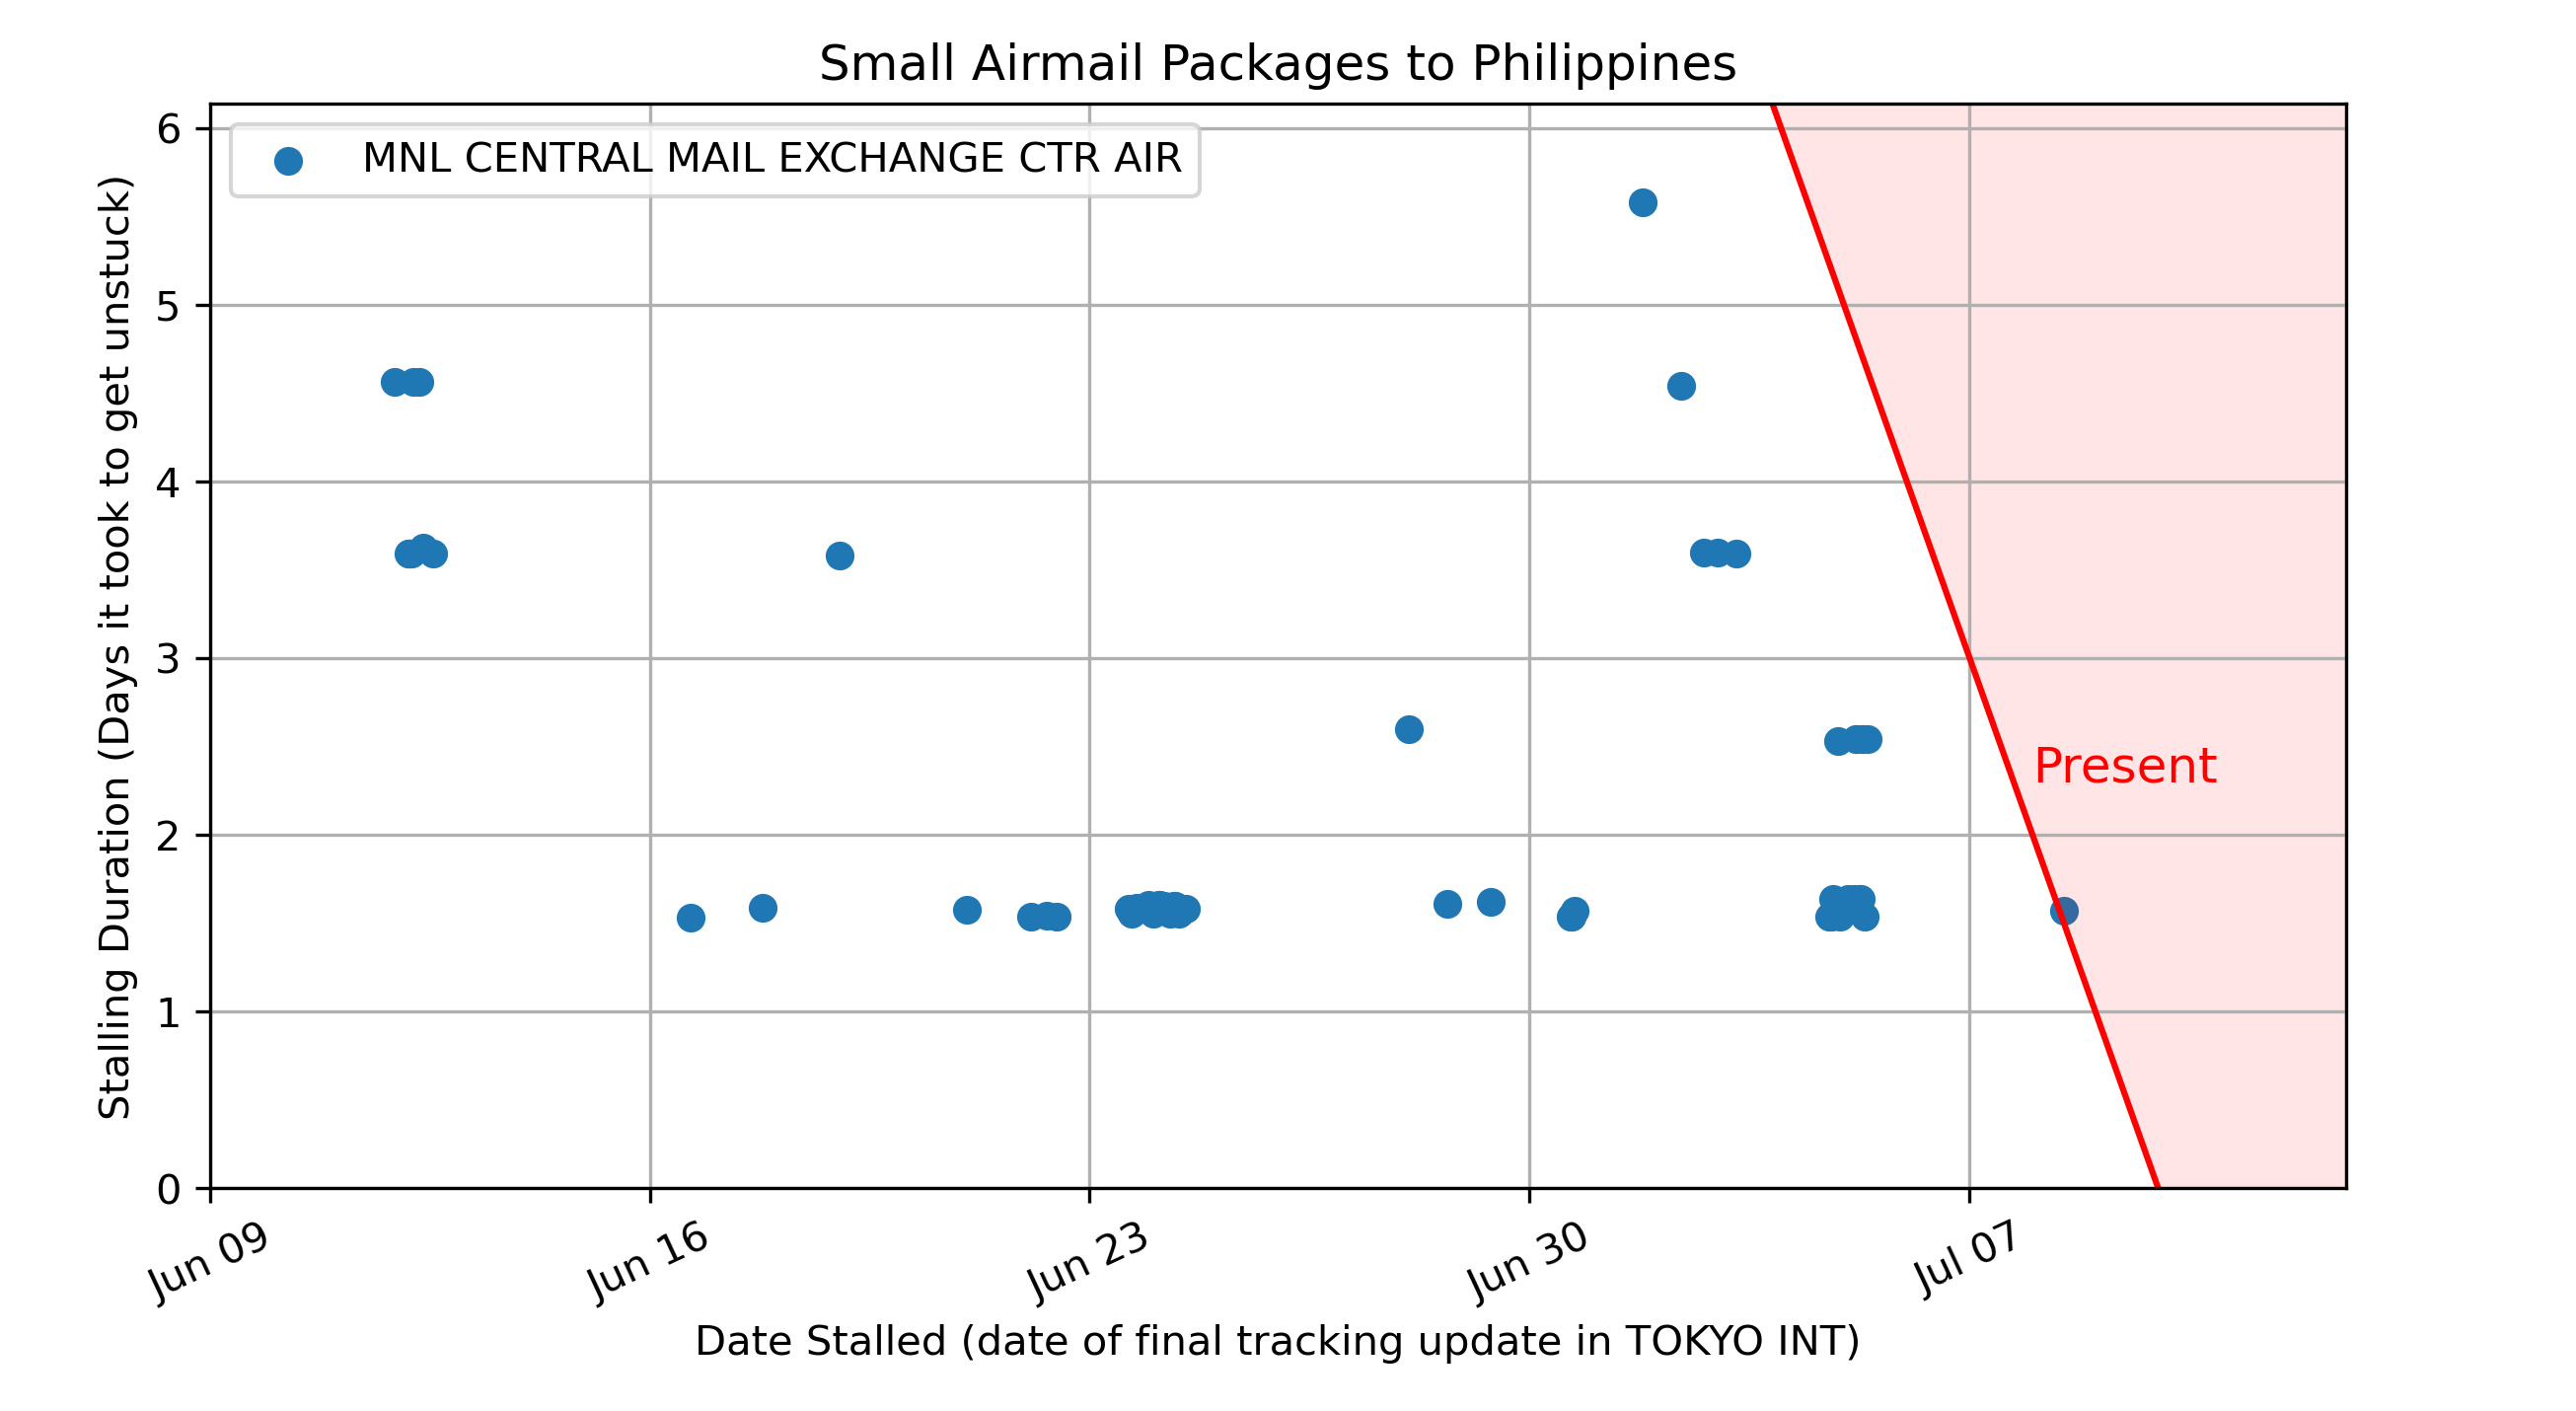 Small Airmail Packages to Philippines
MNL CENTRAL MAIL EXCHANGE CTR AIR
Stalling Duration (Days it took to get unstuck)
6
5
4
3
2
1
0
Present
Jun 09
Jun 16
Jun 23
Jun 30
Jul 07
Date Stalled (date of final tracking update in TOKYO INT)